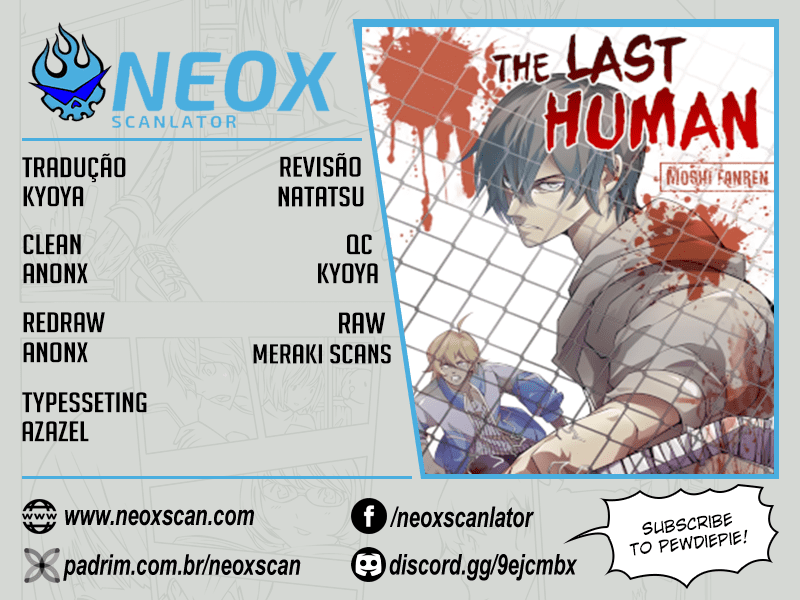 NEOX
SCANLATOR
TRADUÇÃO
KYOYA
REVISÃO
NATATSU
CLEAN
ANONX
QC
KYOYA
REDRAW
ANONX
RAW
MERAKI SCANS
TYPESSETING
AZAZEL
THE LAST
HUMAN
MOSHI FANREN
www.neoxscan.com
/neoxscanlator
padrim.com.br/neoxscan
discord.gg/9ejcmbx
SUBSCRIBE
TO PEWDIEPIE!